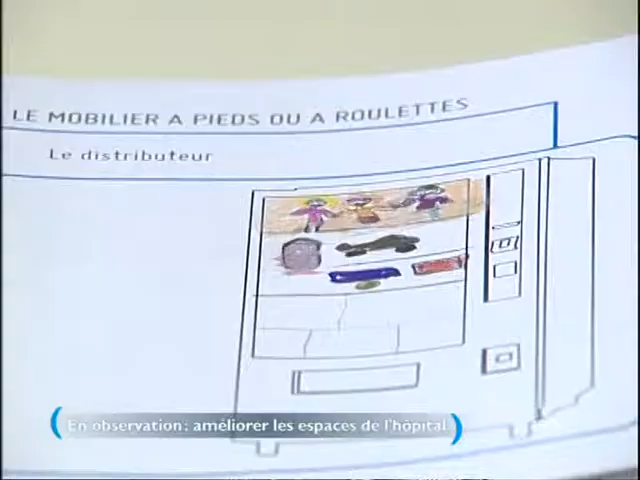 LE MOBILIER A PIEDS OU A ROULETTES
Le distributeur
En observation : améliorer les espaces de l'hôpital